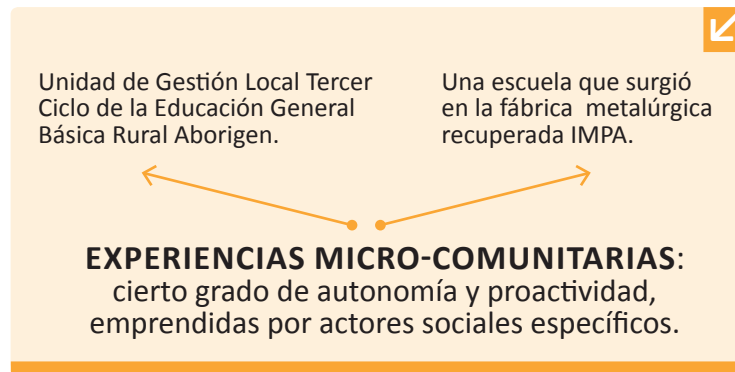 Unidad de Gestión Local Tercer
Ciclo de la Educación General
Básica Rural Aborigen.
Una escuela que surgió
en la fábrica metalúrgica
recuperada IMPA.
EXPERIENCIAS MICRO-COMUNITARIAS:
cierto grado de autonomía y proactividad,
emprendidas por actores sociales específicos.